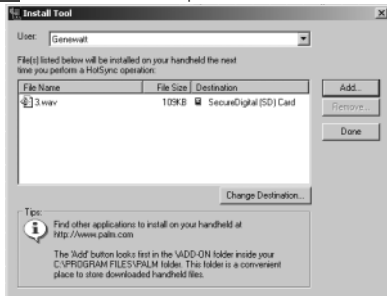 Install Tool
User: Genewatt
File(s) listed below will be installed on your handheld the next
time you perform a HotSync operation:
File Name File Size Destination
3.wav 109KB SecureDigital (SD) Card
Add...
Remove...
Done
Change Destination...
Tips:
Find other applications to install on your handheld at
http://www.palm.com
The 'Add' button looks first in the \ADD-ON folder inside your
C:\PROGRAM FILES\PALM folder. This folder is a convenient
place to store downloaded handheld files.